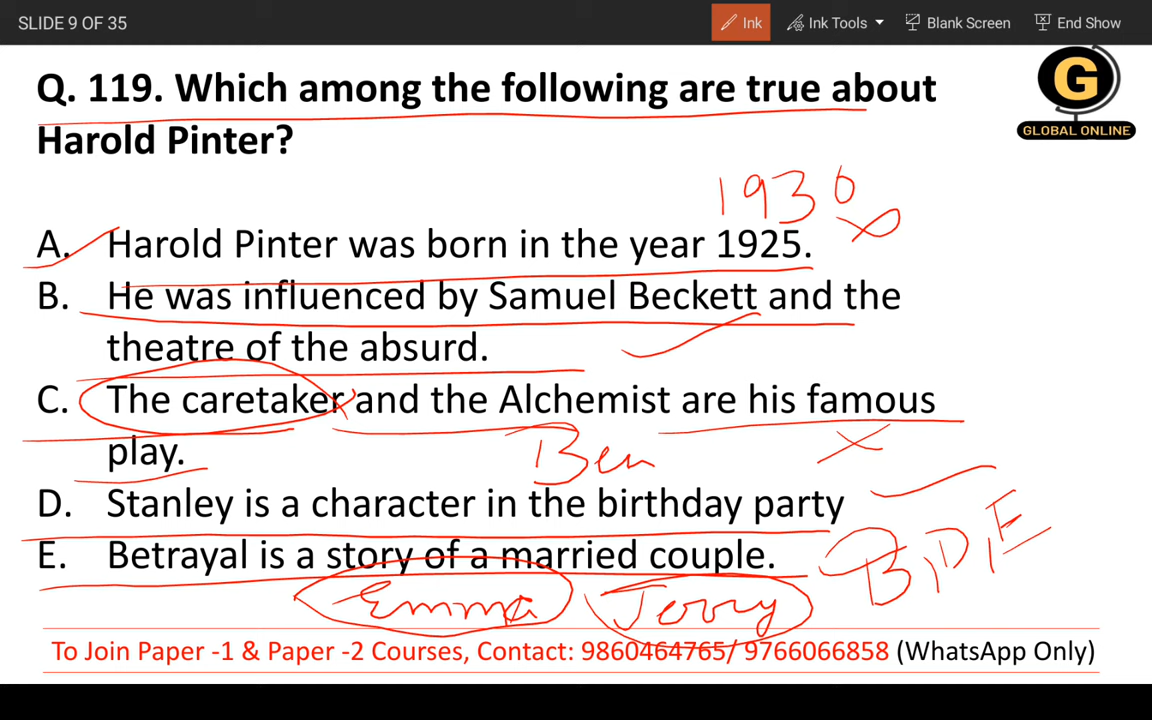 SLIDE 9 OF 35
Ink
Ink Tools
Blank Screen
End Show
Q. 119. Which among the following are true about
Harold Pinter?
G
GLOBAL ONLINE
1930
A. Harold Pinter was born in the year 1925.
B. He was influenced by Samuel Beckett and the
theatre of the absurd.
C. The caretaker and the Alchemist are his famous
play.
Ben
D. Stanley is a character in the birthday party
E. Betrayal is a story of a married couple.
B, D, E
Emma Jerry
To Join Paper -1 & Paper -2 Courses, Contact: 9860464765/ 9766066858 (WhatsApp Only)